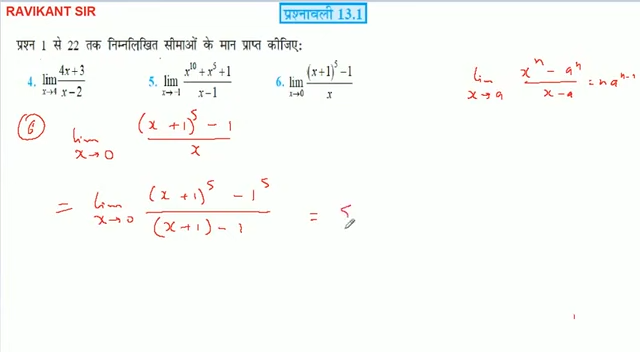 RAVIKANT SIR
प्रश्नावली 13.1
प्रश्न 1 से 22 तक निम्नलिखित सीमाओं के मान प्राप्त कीजिए:
4. lim x→4 (4x+3)/(x−2) 5. lim x→−1 (x^10 + x^5 + 1)/(x−1) 6. lim x→0 ((x+1)^5 −1)/x
lim x→a (x^n − a^n)/(x−a) = n a^(n−1)
⑥ lim x→0 ((x+1)^5 − 1)/x
= lim x→0 ((x+1)^5 − 1^5)/((x+1) − 1) = 5